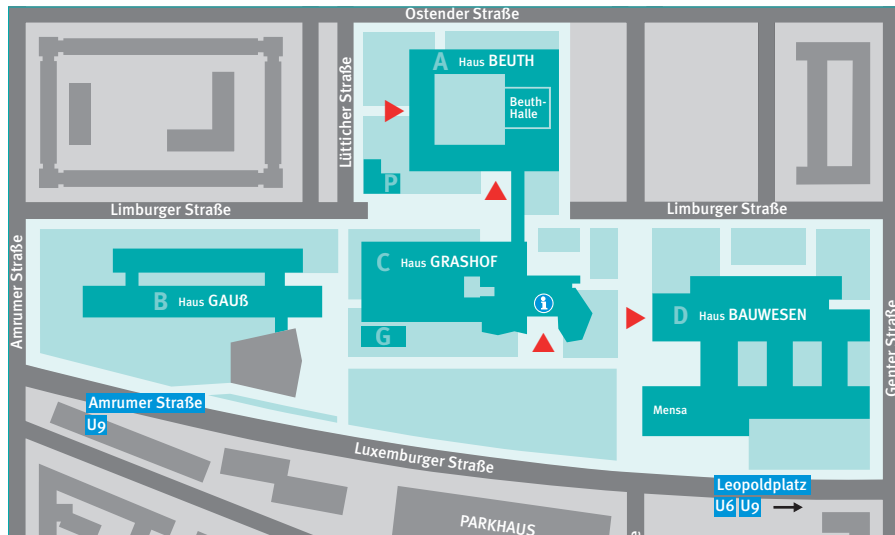 Ostender Straße
A Haus BEUTH
Beuth-
Halle
Lütticher Straße
P
Limburger Straße
Limburger Straße
Amrumer Straße
C Haus GRASHOF
B Haus GAUß
i
D Haus BAUWESEN
G
Genter Straße
Mensa
Amrumer Straße
U9
Luxemburger Straße
Leopoldplatz
U6 U9
PARKHAUS